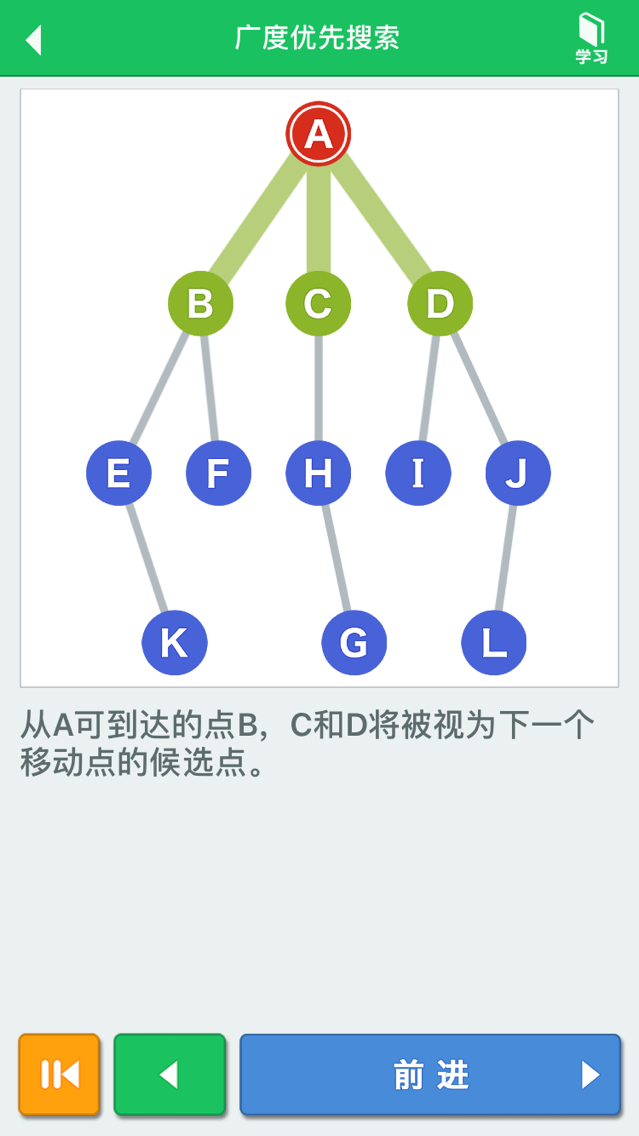 广度优先搜索
学习
A
B C D
E F H I J
K G L
从A可到达的点B，C和D将被视为下一个
移动点的候选点。
前进